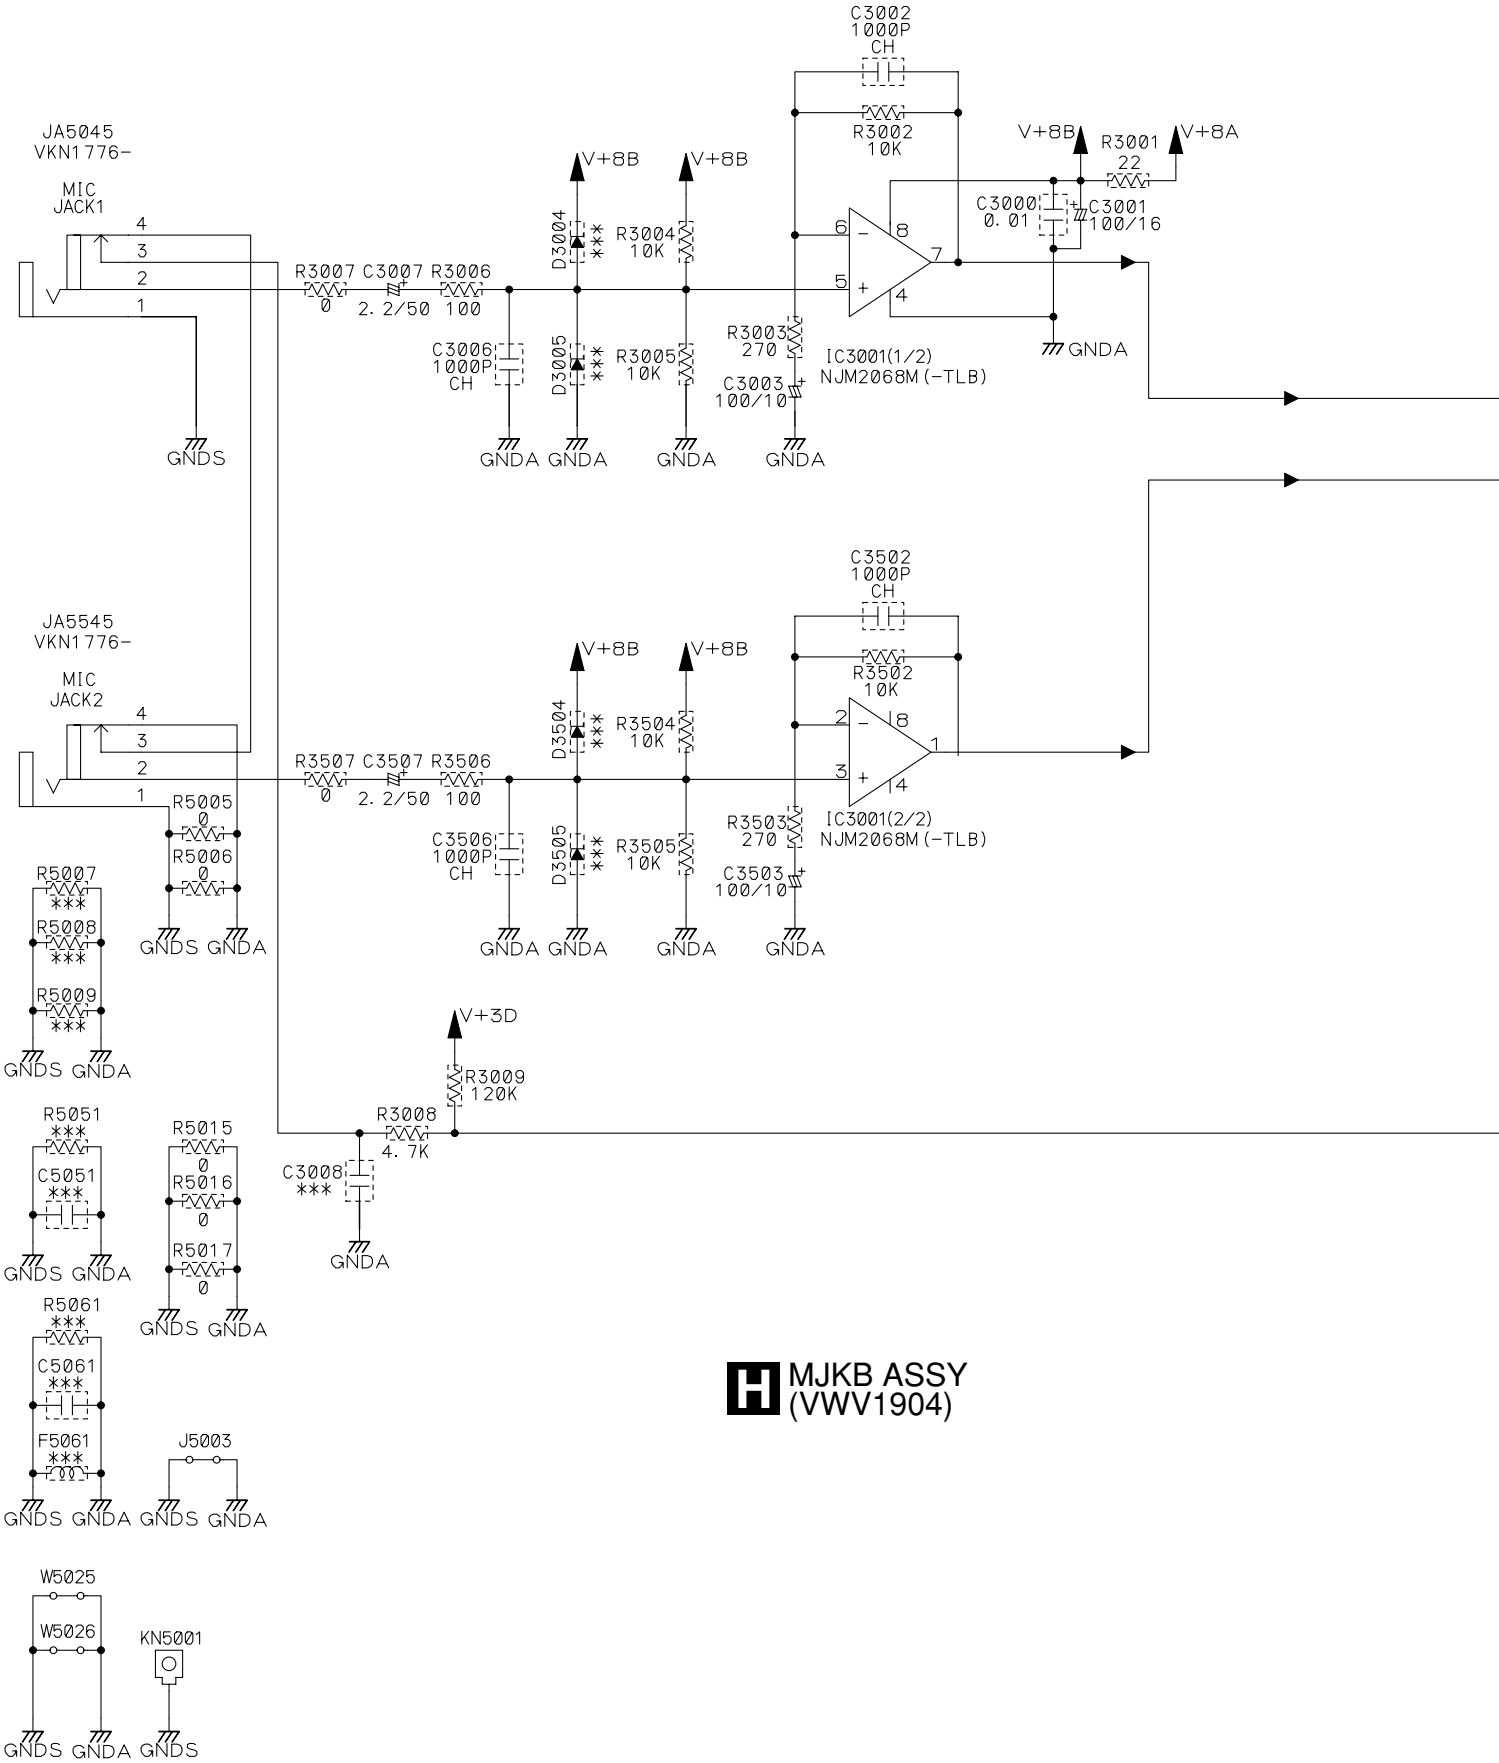 C3002
1000P
CH
R3002
10K
JA5045
VKN1776-
MIC
JACK1
4
3
2
1
GNDS
R3007
0
C3007
+
2.2/50
R3006
100
C3006
1000P
CH
GNDA
V+8B
D3004
***
D3005
***
GNDA
V+8B
R3004
10K
R3005
10K
GNDA
6
-
5
+
8
4
7
R3003
270
C3003
+
100/10
GNDA
IC3001(1/2)
NJM2068M(-TLB)
V+8B
R3001
22
V+8A
C3000
0.01
+
C3001
100/16
GNDA
C3502
1000P
CH
R3502
10K
JA5545
VKN1776-
MIC
JACK2
4
3
2
1
R5005
0
R5006
0
GNDS
GNDA
R3507
0
C3507
+
2.2/50
R3506
100
C3506
1000P
CH
GNDA
V+8B
D3504
***
D3505
***
GNDA
V+8B
R3504
10K
R3505
10K
GNDA
2
-
3
+
8
4
1
R3503
270
C3503
+
100/10
GNDA
IC3001(2/2)
NJM2068M(-TLB)
R5007
***
R5008
***
R5009
***
GNDS
GNDA
V+3D
R3009
120K
R3008
4.7K
C3008
***
GNDA
R5051
***
C5051
***
GNDS
GNDA
R5015
0
R5016
0
R5017
0
GNDS
GNDA
R5061
***
C5061
***
F5061
***
GNDS
GNDA
J5003
GNDS
GNDA
H MJKB ASSY
(VWV1904)
W5025
W5026
GNDS
GNDA
KN5001
GNDS